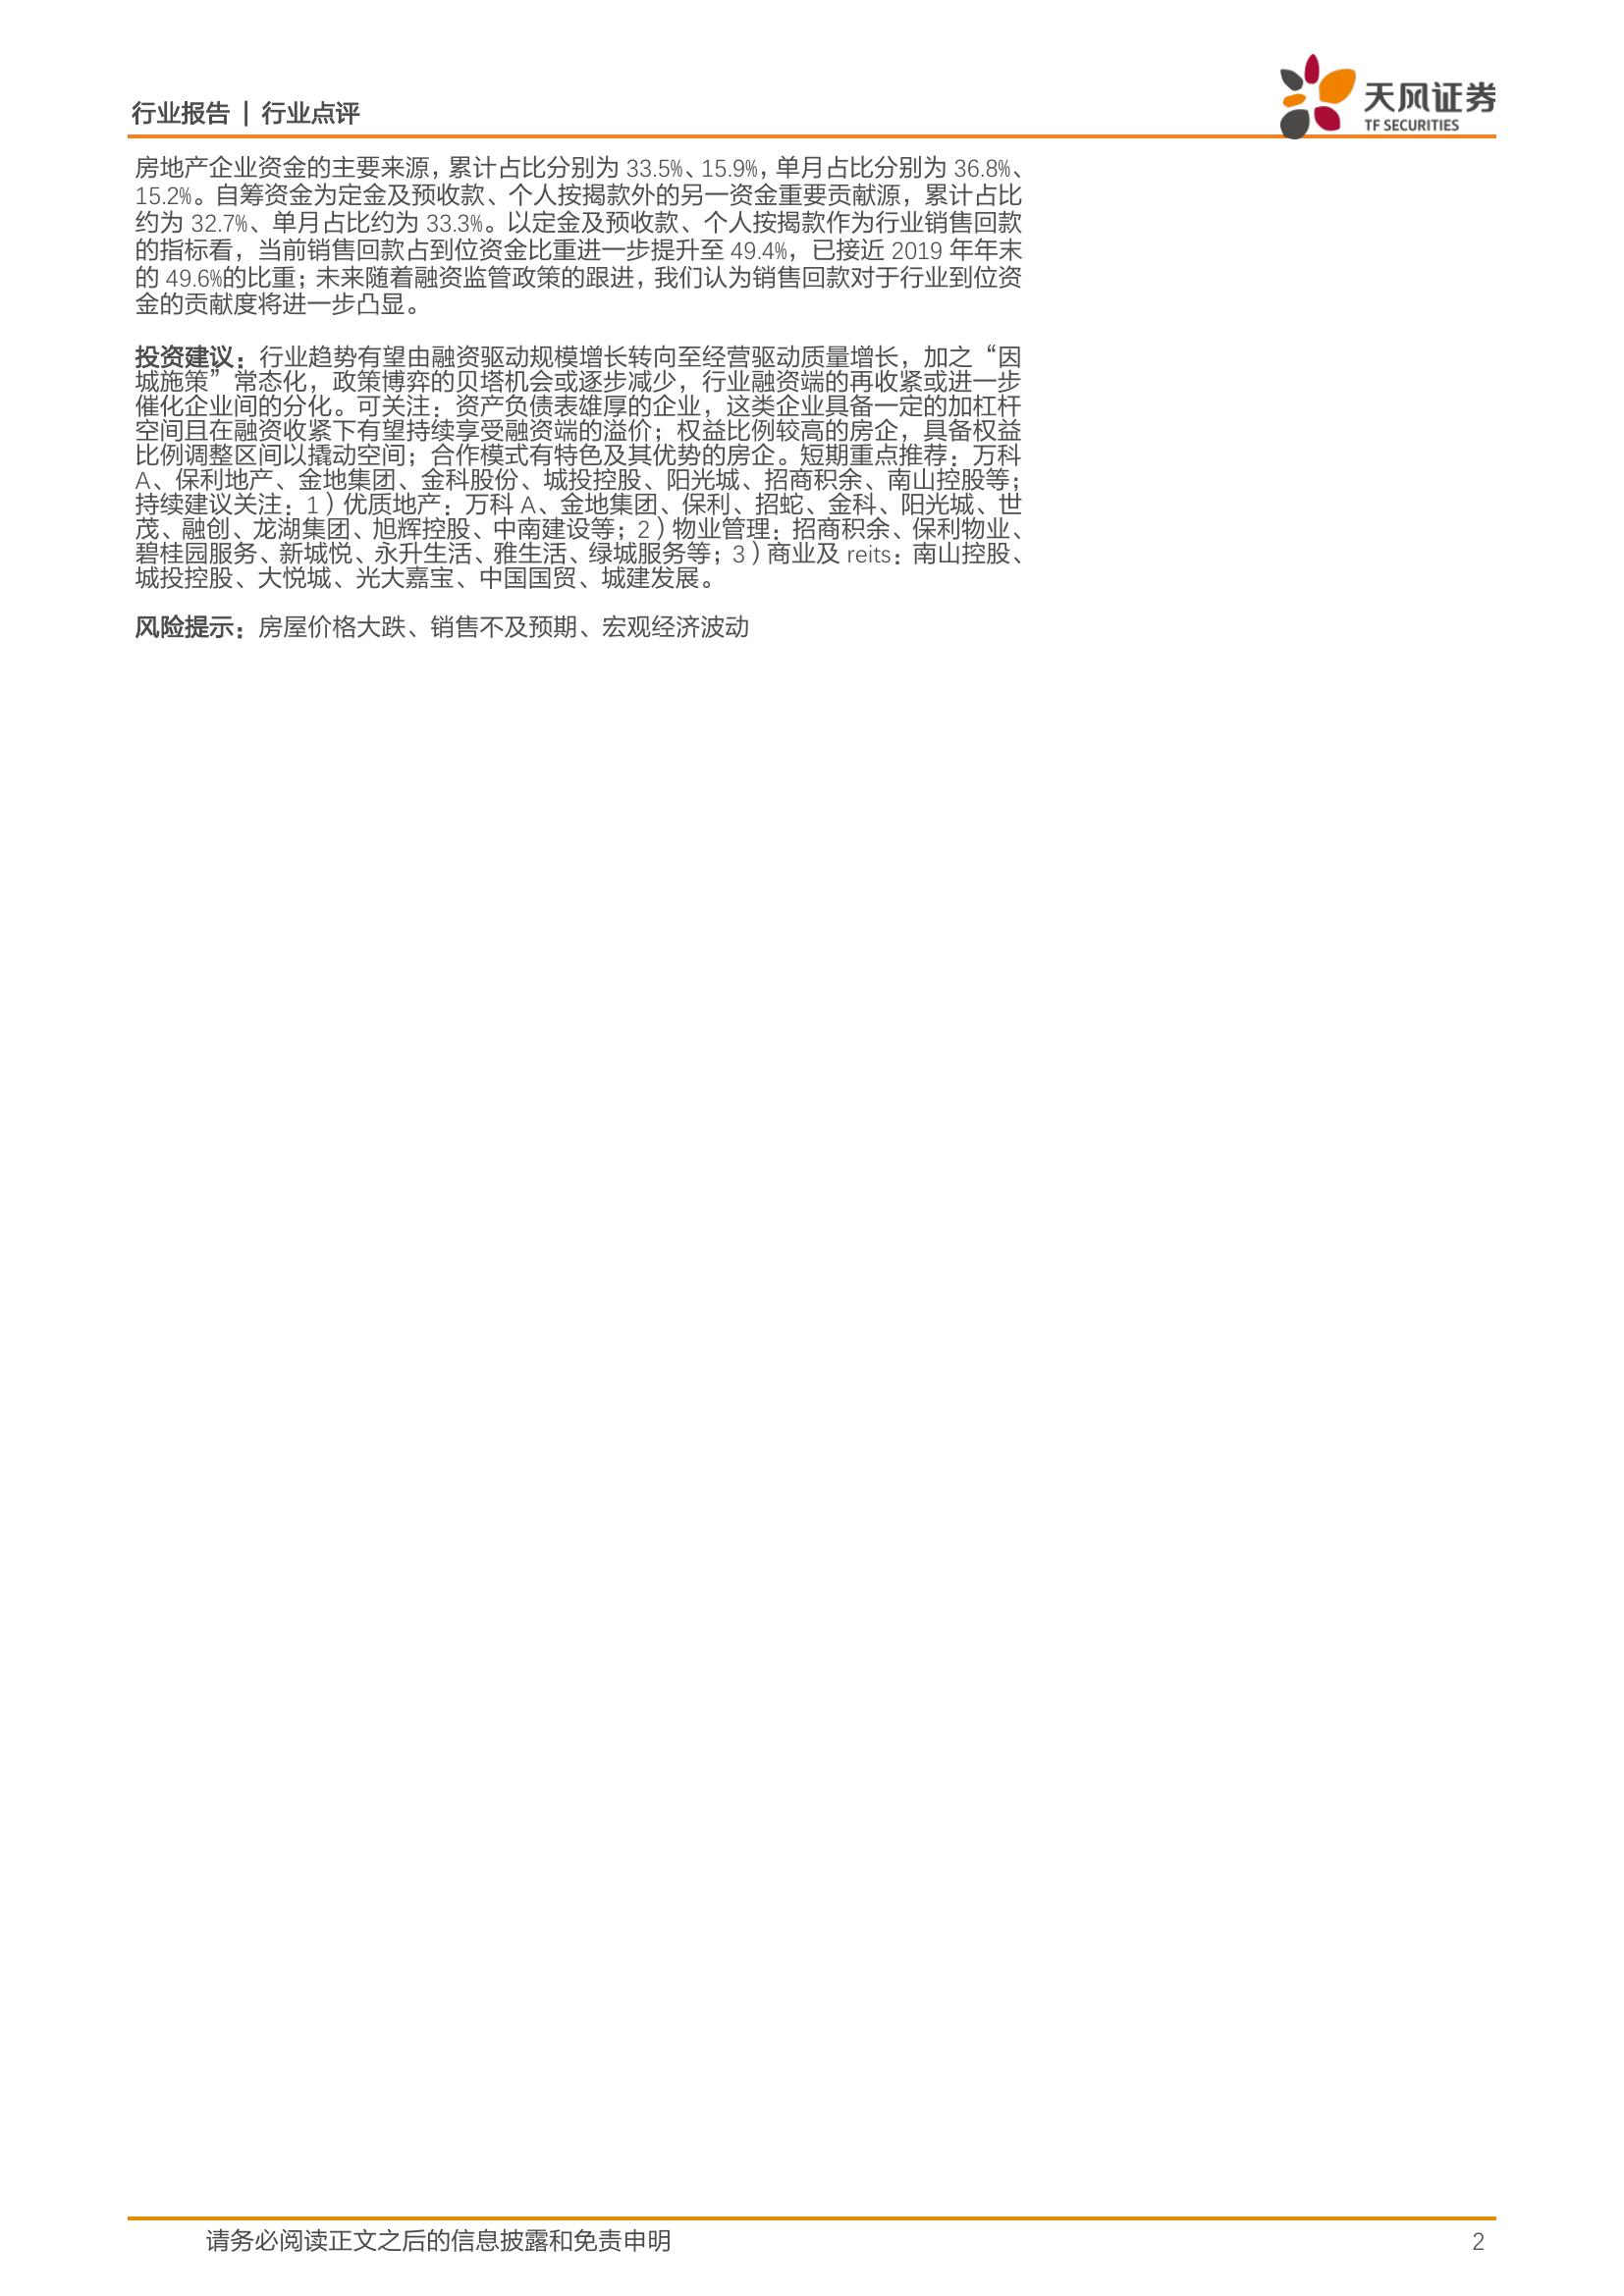 行业报告 | 行业点评
天风证券
TF SECURITIES
房地产企业资金的主要来源，累计占比分别为 33.5%、15.9%，单月占比分别为 36.8%、
15.2%。自筹资金为定金及预收款、个人按揭款外的另一资金重要贡献源，累计占比
约为 32.7%、单月占比约为 33.3%。以定金及预收款、个人按揭款作为行业销售回款
的指标看，当前销售回款占到位资金比重进一步提升至 49.4%，已接近 2019 年年末
的 49.6%的比重；未来随着融资监管政策的跟进，我们认为销售回款对于行业到位资
金的贡献度将进一步凸显。
投资建议：行业趋势有望由融资驱动规模增长转向至经营驱动质量增长，加之“因
城施策”常态化，政策博弈的贝塔机会或逐步减少，行业融资端的再收紧或进一步
催化企业间的分化。可关注：资产负债表雄厚的企业，这类企业具备一定的加杠杆
空间且在融资收紧下有望持续享受融资端的溢价；权益比例较高的房企，具备权益
比例调整区间以撬动空间；合作模式有特色及其优势的房企。短期重点推荐：万科
A、保利地产、金地集团、金科股份、城投控股、阳光城、招商积余、南山控股等；
持续建议关注：1）优质地产：万科 A、金地集团、保利、招蛇、金科、阳光城、世
茂、融创、龙湖集团、旭辉控股、中南建设等；2）物业管理：招商积余、保利物业、
碧桂园服务、新城悦、永升生活、雅生活、绿城服务等；3）商业及 reits：南山控股、
城投控股、大悦城、光大嘉宝、中国国贸、城建发展。
风险提示：房屋价格大跌、销售不及预期、宏观经济波动
请务必阅读正文之后的信息披露和免责申明
2